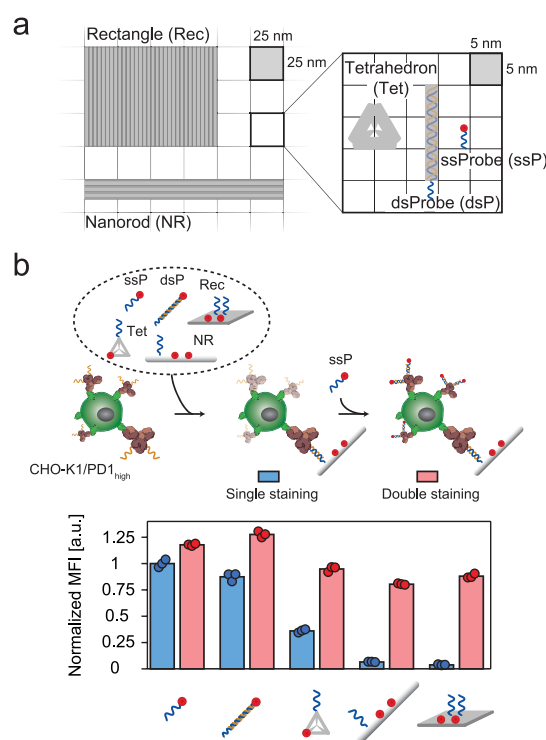 a
Rectangle (Rec)
25 nm
25 nm
Nanorod (NR)
5 nm
5 nm
Tetrahedron
(Tet)
ssProbe (ssP)
dsProbe (dsP)
b
ssP
dsP
Rec
Tet
NR
ssP
CHO-K1/PD1high
Single staining
Double staining
Normalized MFI [a.u.]
1.25
1
0.75
0.5
0.25
0